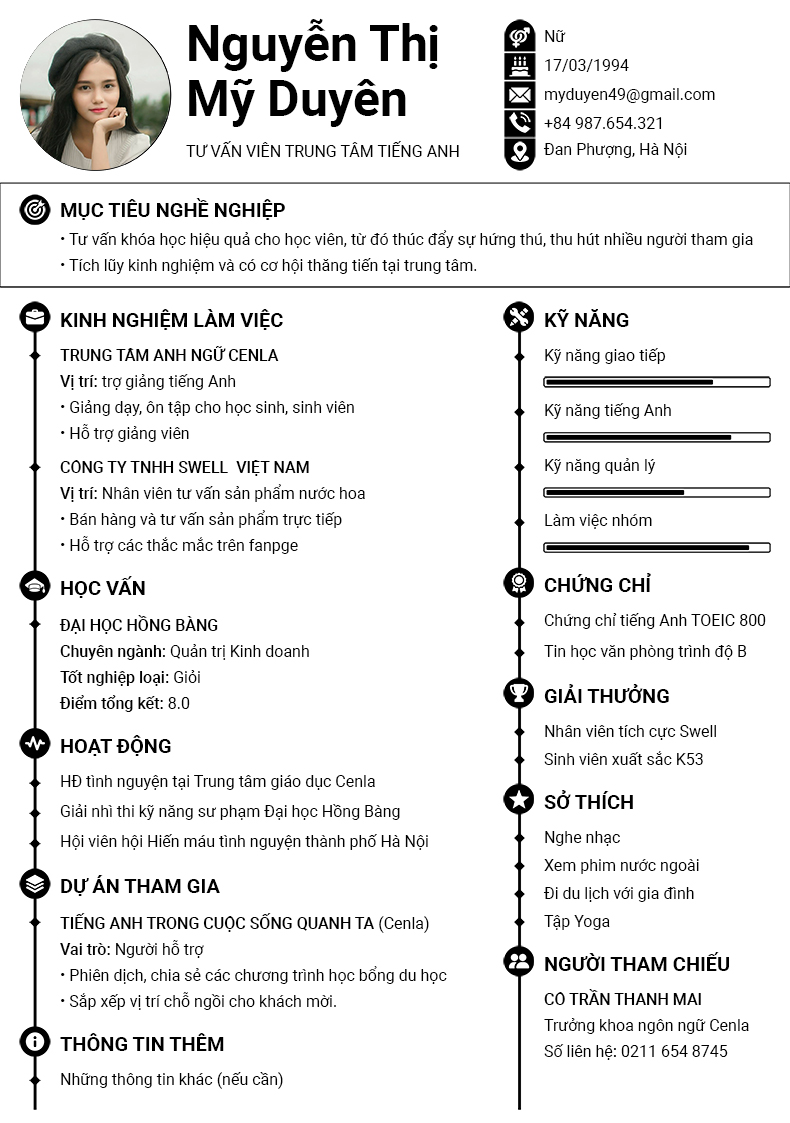 Nguyễn Thị
Mỹ Duyên
TƯ VẤN VIÊN TRUNG TÂM TIẾNG ANH
Nữ
17/03/1994
myduyen49@gmail.com
+84 987.654.321
Đan Phượng, Hà Nội
MỤC TIÊU NGHỀ NGHIỆP
• Tư vấn khóa học hiệu quả cho học viên, từ đó thúc đẩy sự hứng thú, thu hút nhiều người tham gia
• Tích lũy kinh nghiệm và có cơ hội thăng tiến tại trung tâm.
KINH NGHIỆM LÀM VIỆC
TRUNG TÂM ANH NGỮ CENLA
Vị trí: trợ giảng tiếng Anh
• Giảng dạy, ôn tập cho học sinh, sinh viên
• Hỗ trợ giảng viên
CÔNG TY TNHH SWELL  VIỆT NAM
Vị trí: Nhân viên tư vấn sản phẩm nước hoa
• Bán hàng và tư vấn sản phẩm trực tiếp
• Hỗ trợ các thắc mắc trên fanpge
HỌC VẤN
ĐẠI HỌC HỒNG BÀNG
Chuyên ngành: Quản trị Kinh doanh
Tốt nghiệp loại: Giỏi
Điểm tổng kết: 8.0
HOẠT ĐỘNG
HĐ tình nguyện tại Trung tâm giáo dục Cenla
Giải nhì thi kỹ năng sư phạm Đại học Hồng Bàng
Hội viên hội Hiến máu tình nguyện thành phố Hà Nội
DỰ ÁN THAM GIA
TIẾNG ANH TRONG CUỘC SỐNG QUANH TA (Cenla)
Vai trò: Người hỗ trợ
• Phiên dịch, chia sẻ các chương trình học bổng du học
• Sắp xếp vị trí chỗ ngồi cho khách mời.
THÔNG TIN THÊM
Những thông tin khác (nếu cần)
KỸ NĂNG
Kỹ năng giao tiếp
Kỹ năng tiếng Anh
Kỹ năng quản lý
Làm việc nhóm
CHỨNG CHỈ
Chứng chỉ tiếng Anh TOEIC 800
Tin học văn phòng trình độ B
GIẢI THƯỞNG
Nhân viên tích cực Swell
Sinh viên xuất sắc K53
SỞ THÍCH
Nghe nhạc
Xem phim nước ngoài
Đi du lịch với gia đình
Tập Yoga
NGƯỜI THAM CHIẾU
CÔ TRẦN THANH MAI
Trưởng khoa ngôn ngữ Cenla
Số liên hệ: 0211 654 8745